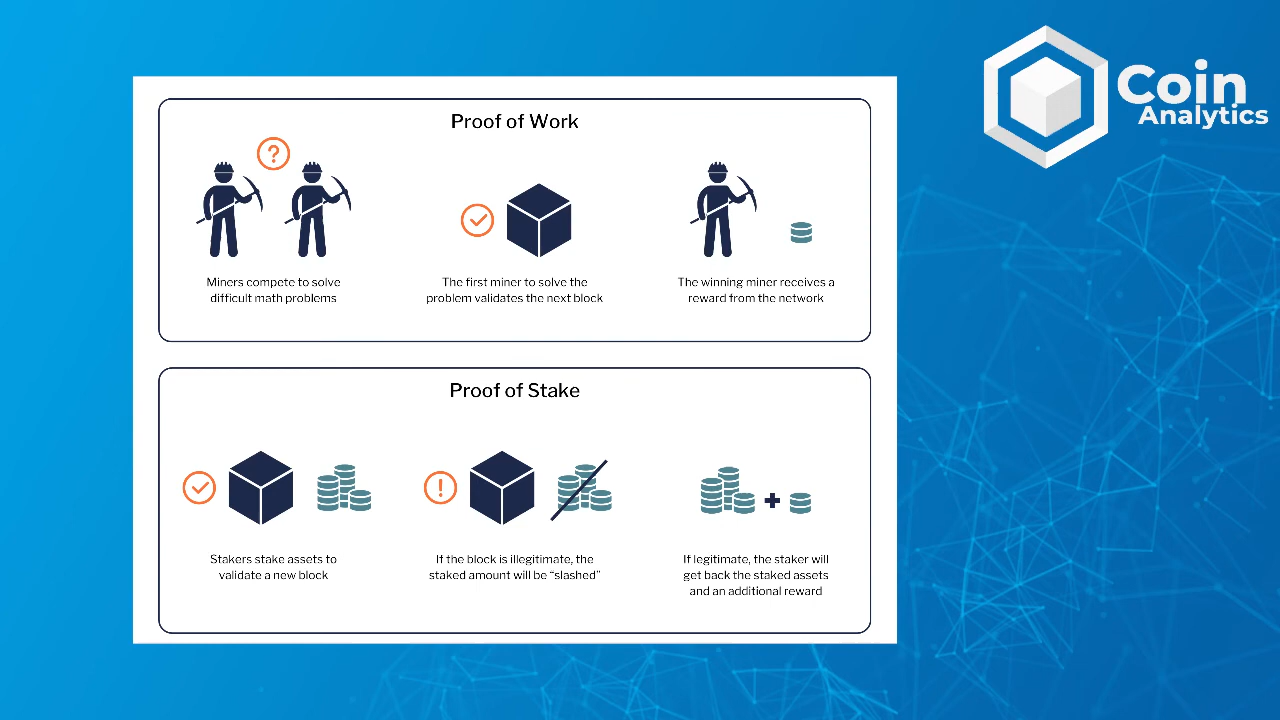 Coin
Analytics
Proof of Work
?
Miners compete to solve
difficult math problems
The first miner to solve the
problem validates the next block
The winning miner receives a
reward from the network
Proof of Stake
!
+
Stakers stake assets to
validate a new block
If the block is illegitimate, the
staked amount will be “slashed”
If legitimate, the staker will
get back the staked assets
and an additional reward